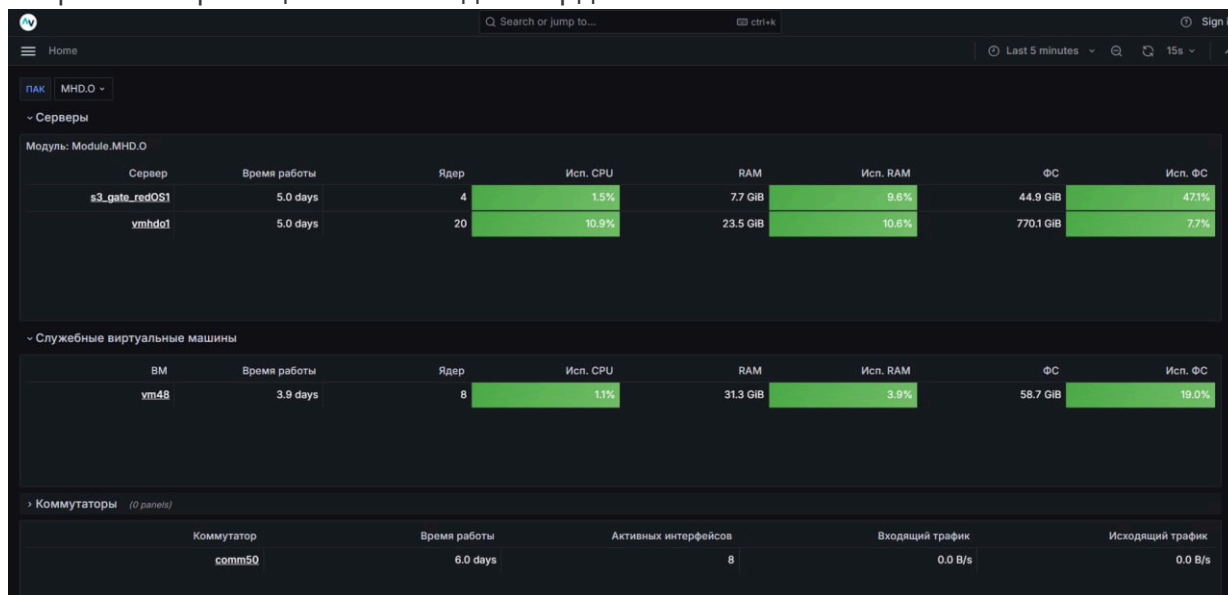 Search or jump to...
ctrl+k
Sign i
Home
Last 5 minutes
15s
ПАК
MHD.O
Серверы
Модуль: Module.MHD.O
Сервер Время работы Ядер Исп. CPU RAM Исп. RAM ФС Исп. ФС
s3_gate_redOS1 5.0 days 4 1.5% 7.7 GiB 9.6% 44.9 GiB 47.1%
vmhdo1 5.0 days 20 10.9% 23.5 GiB 10.6% 770.1 GiB 7.7%
Служебные виртуальные машины
ВМ Время работы Ядер Исп. CPU RAM Исп. RAM ФС Исп. ФС
vm48 3.9 days 8 1.1% 31.3 GiB 3.9% 58.7 GiB 19.0%
Коммутаторы (0 panels)
Коммутатор Время работы Активных интерфейсов Входящий трафик Исходящий трафик
comm50 6.0 days 8 0.0 B/s 0.0 B/s